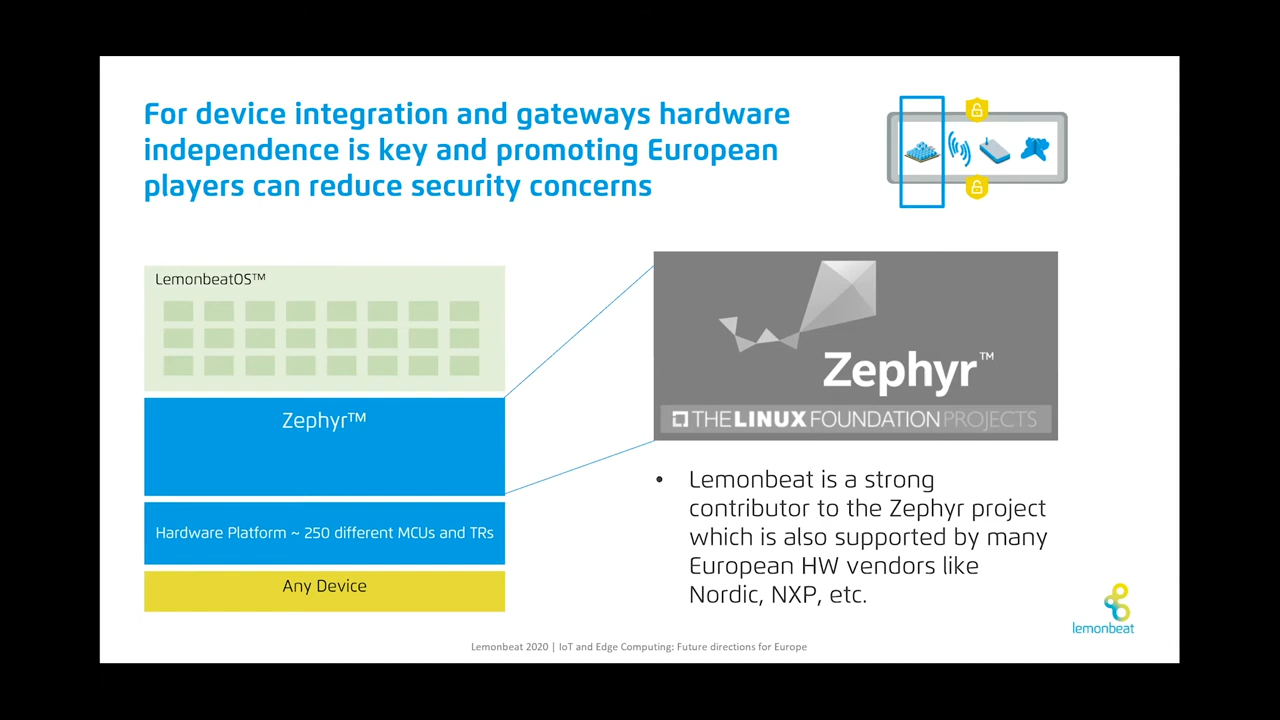 For device integration and gateways hardware
independence is key and promoting European
players can reduce security concerns
LemonbeatOS™
Zephyr™
Hardware Platform ~ 250 different MCUs and TRs
Any Device
Zephyr™
THE LINUX FOUNDATION PROJECTS
• Lemonbeat is a strong
contributor to the Zephyr project
which is also supported by many
European HW vendors like
Nordic, NXP, etc.
lemonbeat
Lemonbeat 2020 | IoT and Edge Computing: Future directions for Europe